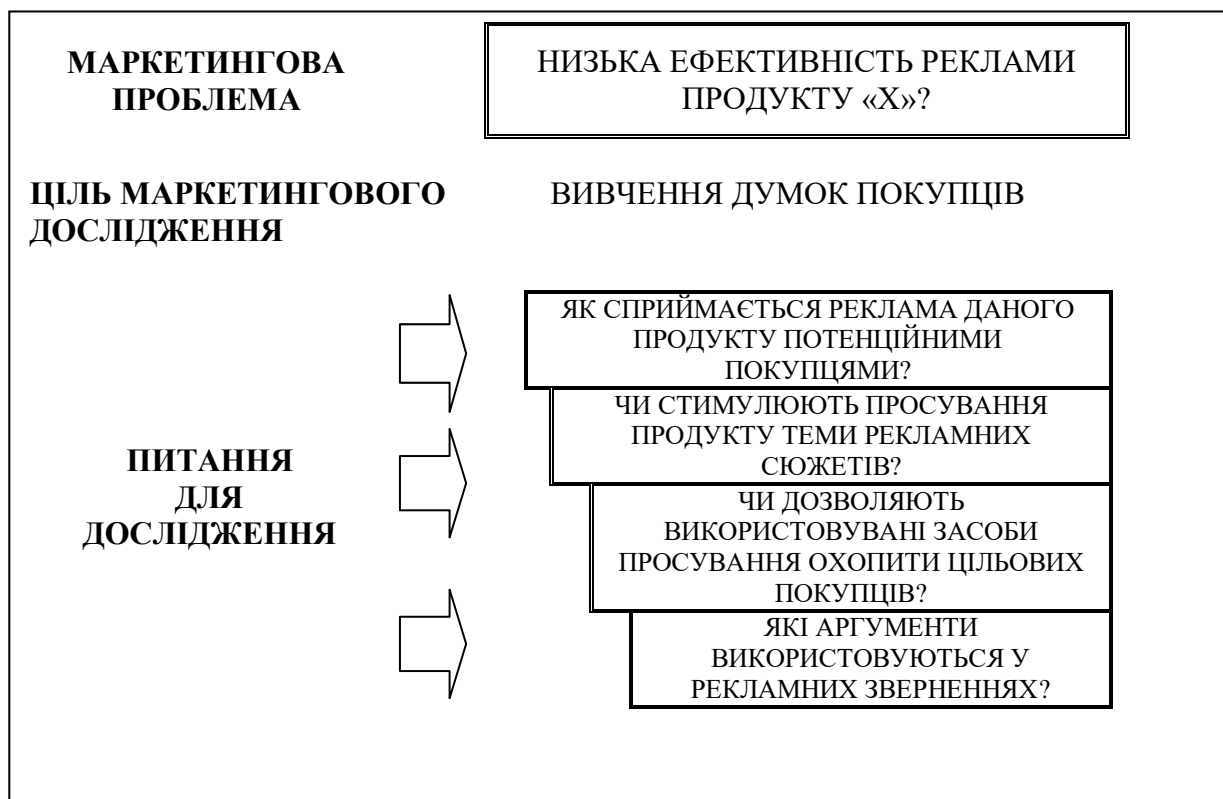 МАРКЕТИНГОВА
ПРОБЛЕМА
НИЗЬКА ЕФЕКТИВНІСТЬ РЕКЛАМИ
ПРОДУКТУ «Х»?
ЦІЛЬ МАРКЕТИНГОВОГО
ДОСЛІДЖЕННЯ
ВИВЧЕННЯ ДУМОК ПОКУПЦІВ
ПИТАННЯ
ДЛЯ
ДОСЛІДЖЕННЯ
ЯК СПРИЙМАЄТЬСЯ РЕКЛАМА ДАНОГО
ПРОДУКТУ ПОТЕНЦІЙНИМИ
ПОКУПЦЯМИ?
ЧИ СТИМУЛЮЮТЬ ПРОСУВАННЯ
ПРОДУКТУ ТЕМИ РЕКЛАМНИХ
СЮЖЕТІВ?
ЧИ ДОЗВОЛЯЮТЬ
ВИКОРИСТОВУВАНІ ЗАСОБИ
ПРОСУВАННЯ ОХОПИТИ ЦІЛЬОВИХ
ПОКУПЦІВ?
ЯКІ АРГУМЕНТИ
ВИКОРИСТОВУЮТЬСЯ У
РЕКЛАМНИХ ЗВЕРНЕННЯХ?